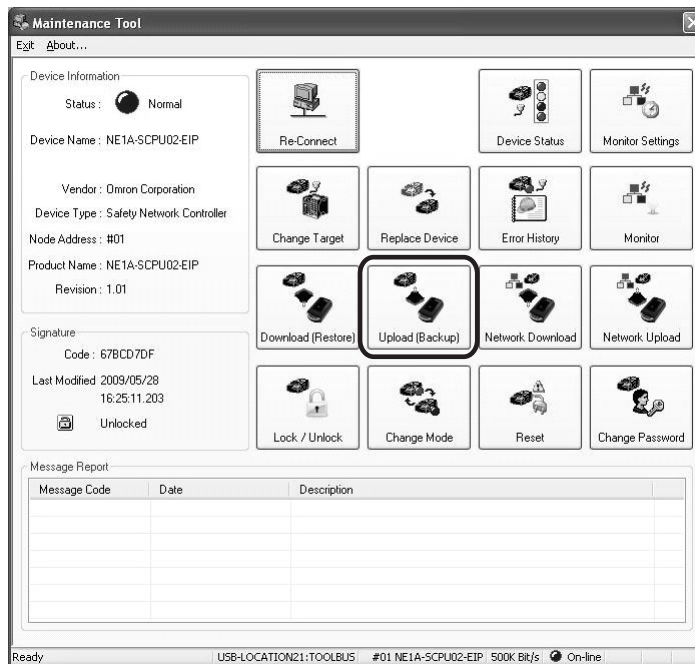 Maintenance Tool
Exit About...
Device Information
Status : Normal
Device Name : NE1A-SCPU02-EIP
Vendor : Omron Corporation
Device Type : Safety Network Controller
Node Address : #01
Product Name : NE1A-SCPU02-EIP
Revision : 1.01
Signature
Code : 67BCD7DF
Last Modified 2009/05/28
16:25:11.203
Unlocked
Re-Connect
Device Status
Monitor Settings
Change Target
Replace Device
Error History
Monitor
Download (Restore)
Upload (Backup)
Network Download
Network Upload
Lock / Unlock
Change Mode
Reset
Change Password
Message Report
Message Code Date Description
Ready USB-LOCATION21:TOOLBUS #01 NE1A-SCPU02-EIP 500K Bit/s On-line